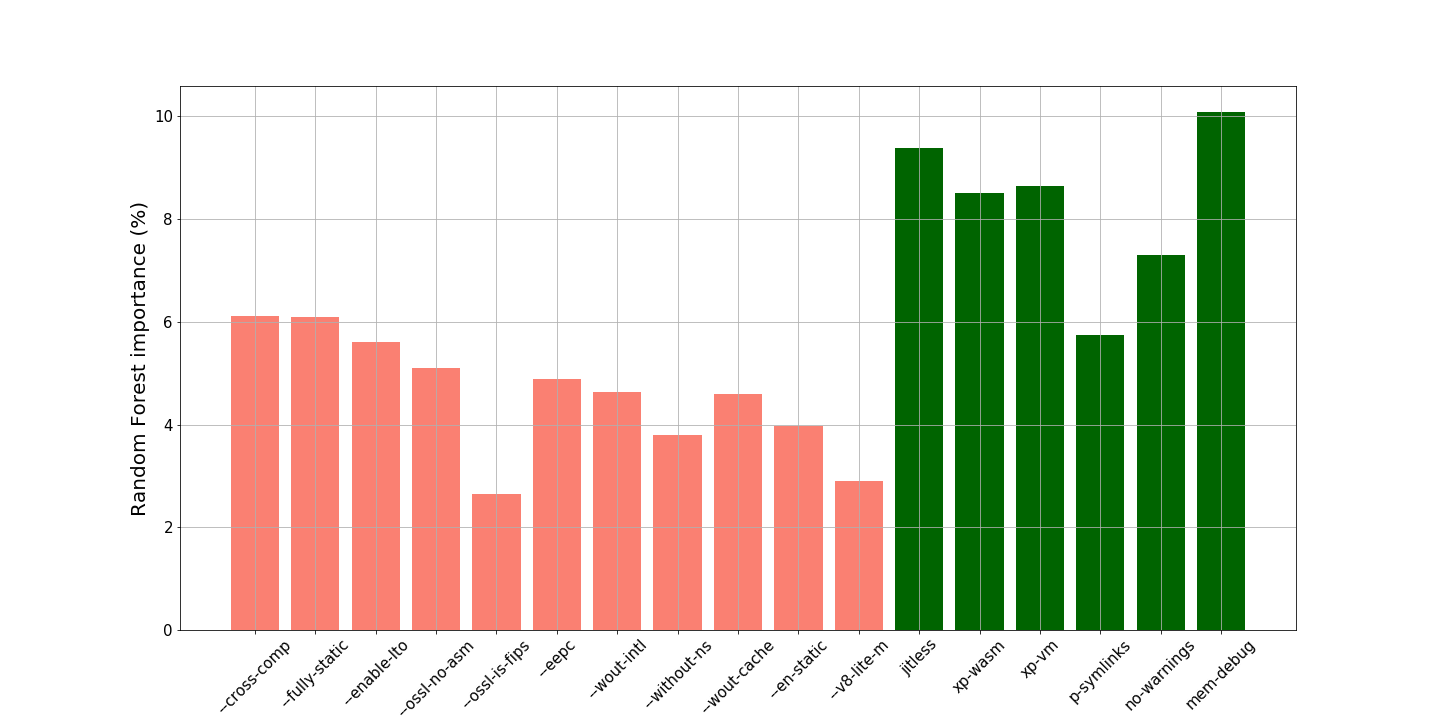 Random Forest importance (%)
10
8
6
4
2
0
–cross-comp
–fully-static
–enable-lto
–ossl-no-asm
–ossl-is-fips
–eepc
–wout-intl
–without-ns
–wout-cache
–en-static
–v8-lite-m
jitless
xp-wasm
xp-vm
p-symlinks
no-warnings
mem-debug